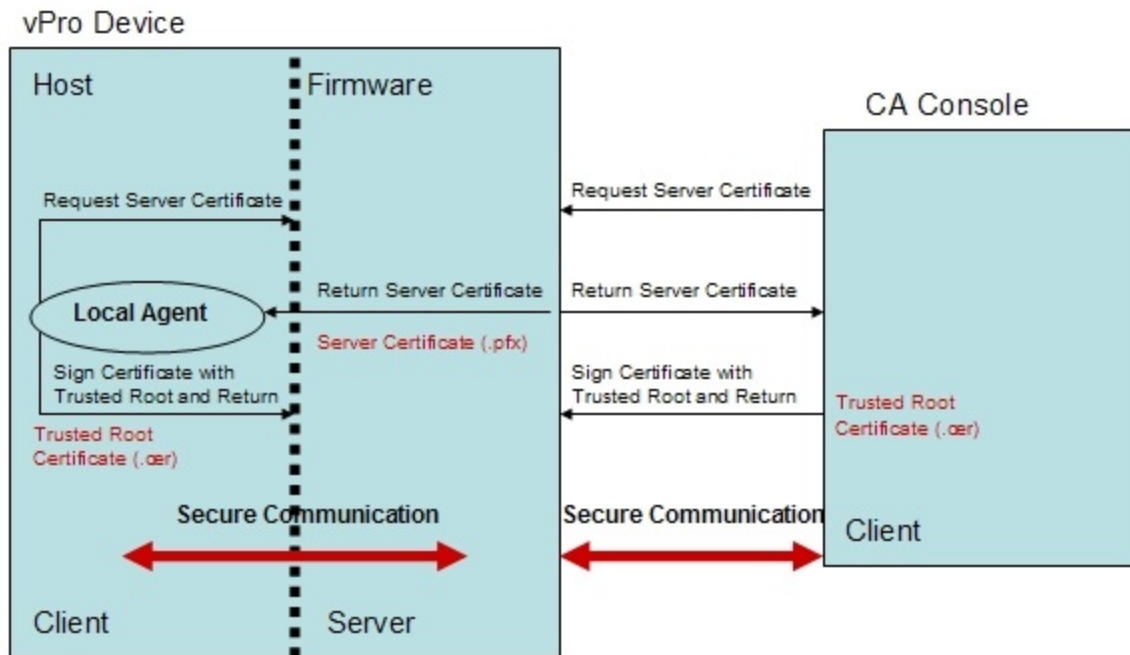 vPro Device
Host
Firmware
CA Console
Request Server Certificate
Request Server Certificate
Return Server Certificate
Return Server Certificate
Local Agent
Server Certificate (.pfx)
Sign Certificate with
Trusted Root and Return
Sign Certificate with
Trusted Root and Return
Trusted Root
Certificate (.cer)
Trusted Root
Certificate (.cer)
Secure Communication
Secure Communication
Client
Client
Server